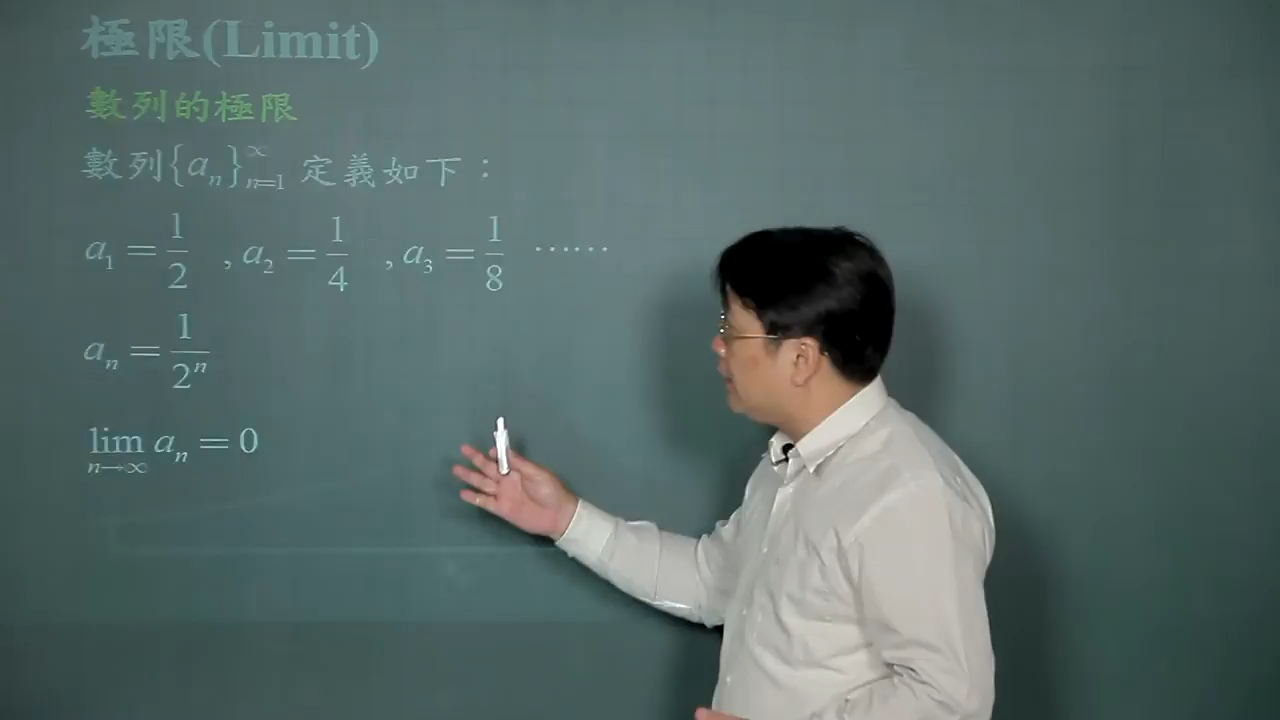 極限(Limit)
數列的極限
數列{aₙ}ₙ₌₁^∞ 定義如下：
a₁ = 1/2 , a₂ = 1/4 , a₃ = 1/8 ⋯⋯
aₙ = 1/2ⁿ
lim n→∞ aₙ = 0